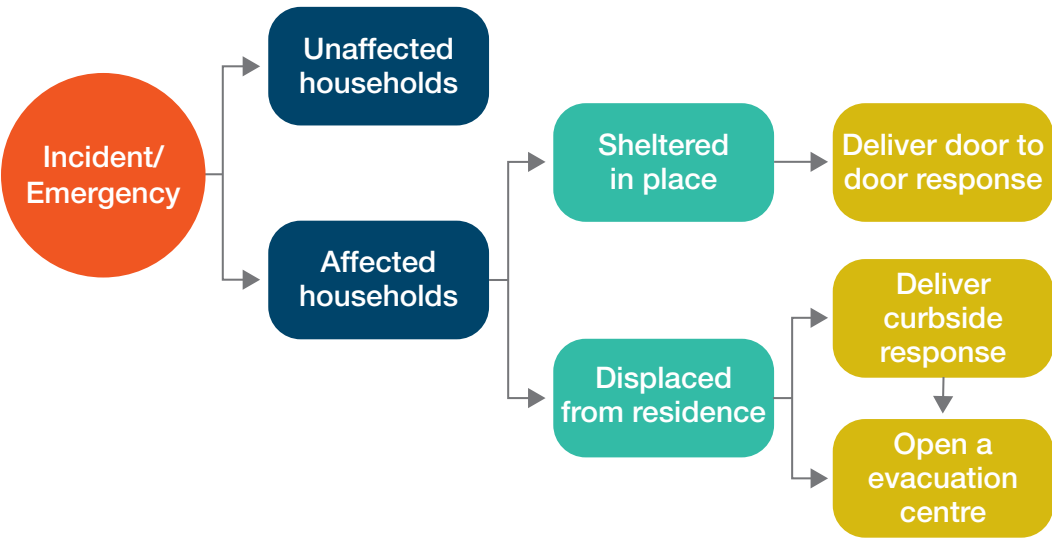 Incident/
Emergency
Unaffected
households
Affected
households
Sheltered
in place
Displaced
from residence
Deliver door to
door response
Deliver
curbside
response
Open a
evacuation
centre